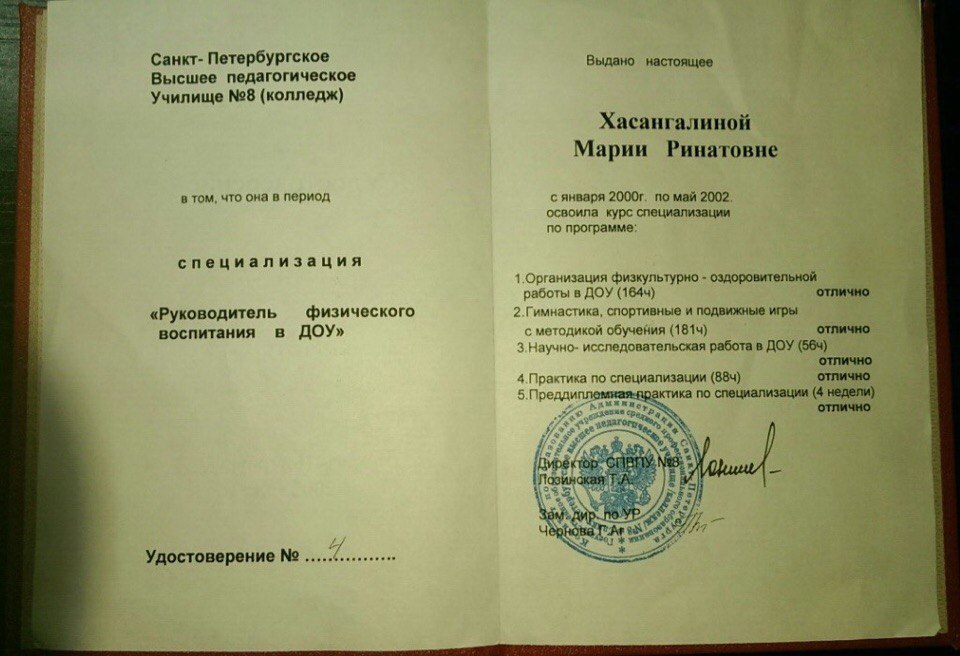 Санкт- Петербургское
Высшее педагогическое
Училище №8 (колледж)
в том, что она в период
специализация
«Руководитель физического
воспитания в ДОУ»
Удостоверение № ....4................
Выдано настоящее
Хасангалиной
Марии Ринатовне
с января 2000г. по май 2002.
освоила курс специализации
по программе:
1.Организация физкультурно - оздоровительной
работы в ДОУ (164ч) отлично
2.Гимнастика, спортивные и подвижные игры
с методикой обучения (181ч) отлично
3.Научно- исследовательская работа в ДОУ (56ч)
отлично
4.Практика по специализации (88ч) отлично
5.Преддипломная практика по специализации (4 недели)
отлично
Директор СПВПУ №8
Лозинская Т.А.
Зам. дир. по УР
Чернова Г.Аг